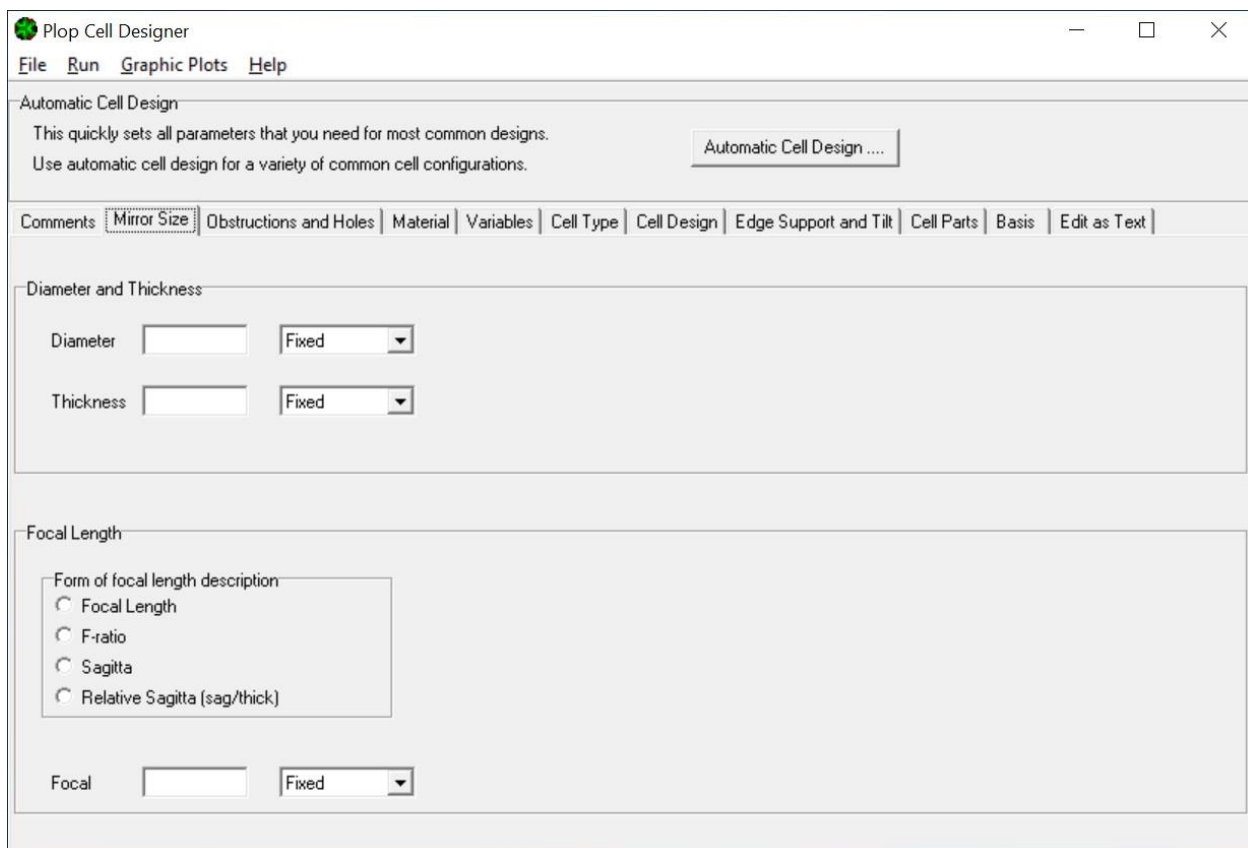 Plop Cell Designer
File Run Graphic Plots Help
Automatic Cell Design
This quickly sets all parameters that you need for most common designs.
Use automatic cell design for a variety of common cell configurations.
Automatic Cell Design ....
Comments Mirror Size Obstructions and Holes Material Variables Cell Type Cell Design Edge Support and Tilt Cell Parts Basis Edit as Text
Diameter and Thickness
Diameter Fixed
Thickness Fixed
Focal Length
Form of focal length description
Focal Length
F-ratio
Sagitta
Relative Sagitta (sag/thick)
Focal Fixed